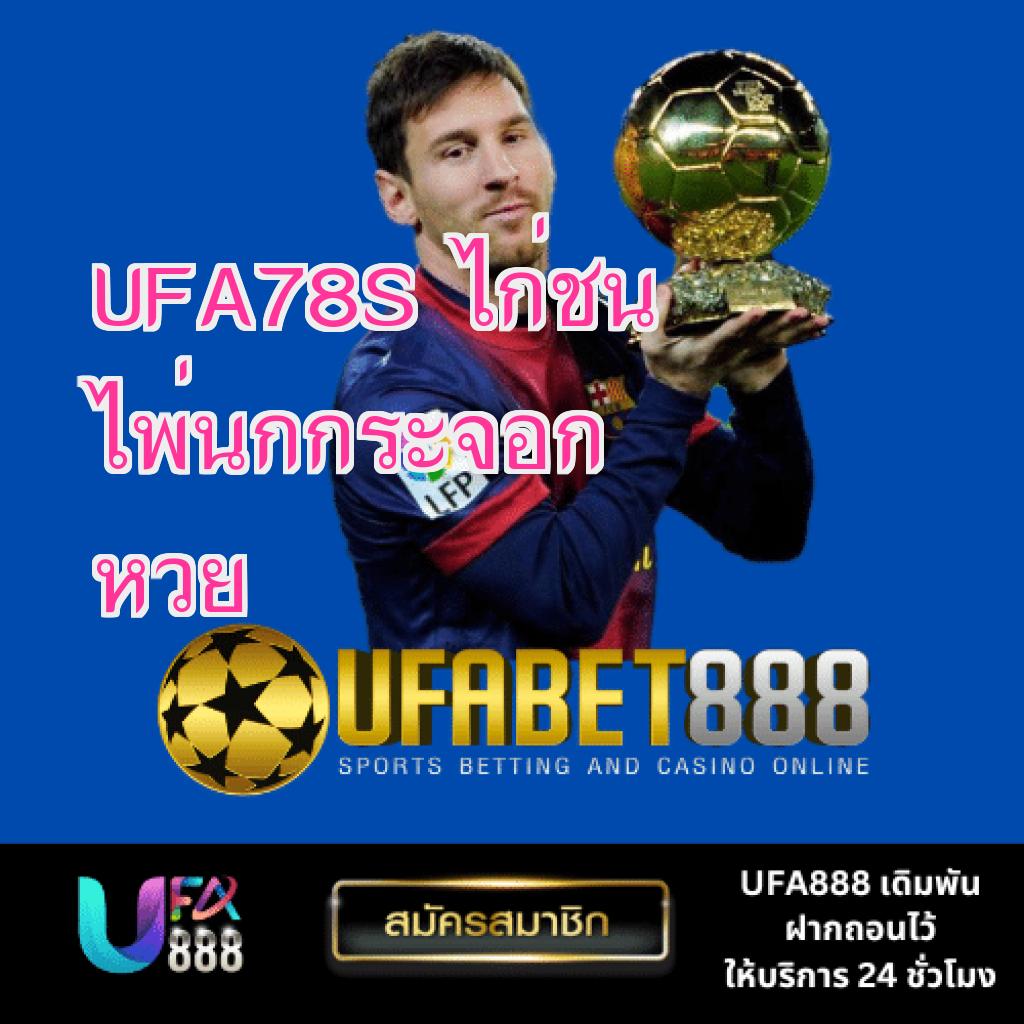 UFA78S ไก่ชน
ไพ่นกกระจอก
LFP
หวย
UFABET888
SPORTS BETTING AND CASINO ONLINE
UFA
888
สมัครสมาชิก
UFA888 เดิมพัน
ฝากถอนไว้
ให้บริการ 24 ชั่วโมง